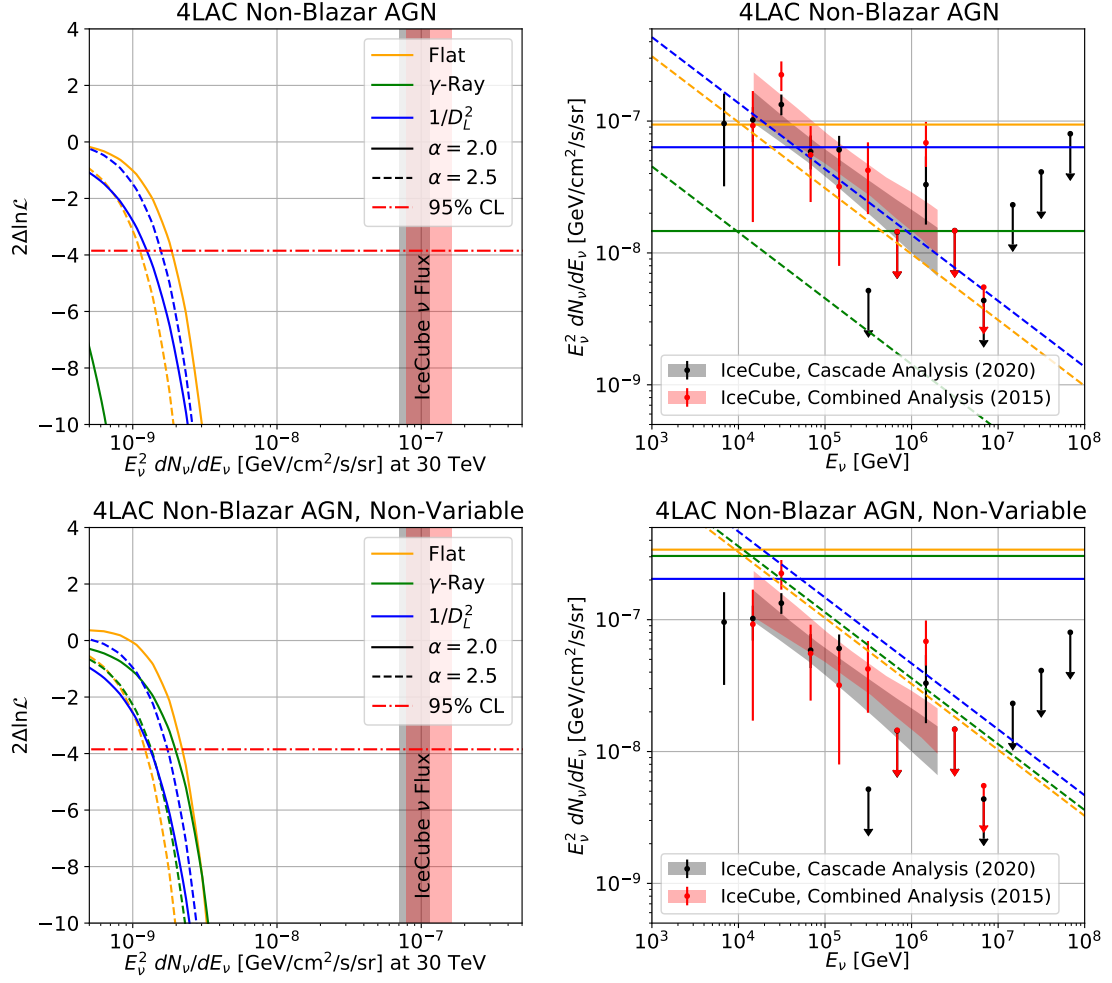 4LAC Non-Blazar AGN
4
2
0
−2
−4
−6
−8
−10
2Δlnℒ
Flat
γ-Ray
1/D_L^2
α = 2.0
α = 2.5
95% CL
IceCube ν Flux
10^−9
10^−8
10^−7
E_ν^2 dN_ν/dE_ν [GeV/cm^2/s/sr] at 30 TeV
4LAC Non-Blazar AGN
10^−7
10^−8
10^−9
E_ν^2 dN_ν/dE_ν [GeV/cm^2/s/sr]
IceCube, Cascade Analysis (2020)
IceCube, Combined Analysis (2015)
10^3
10^4
10^5
10^6
10^7
10^8
E_ν [GeV]
4LAC Non-Blazar AGN, Non-Variable
4
2
0
−2
−4
−6
−8
−10
2Δlnℒ
Flat
γ-Ray
1/D_L^2
α = 2.0
α = 2.5
95% CL
IceCube ν Flux
10^−9
10^−8
10^−7
E_ν^2 dN_ν/dE_ν [GeV/cm^2/s/sr] at 30 TeV
4LAC Non-Blazar AGN, Non-Variable
10^−7
10^−8
10^−9
E_ν^2 dN_ν/dE_ν [GeV/cm^2/s/sr]
IceCube, Cascade Analysis (2020)
IceCube, Combined Analysis (2015)
10^3
10^4
10^5
10^6
10^7
10^8
E_ν [GeV]